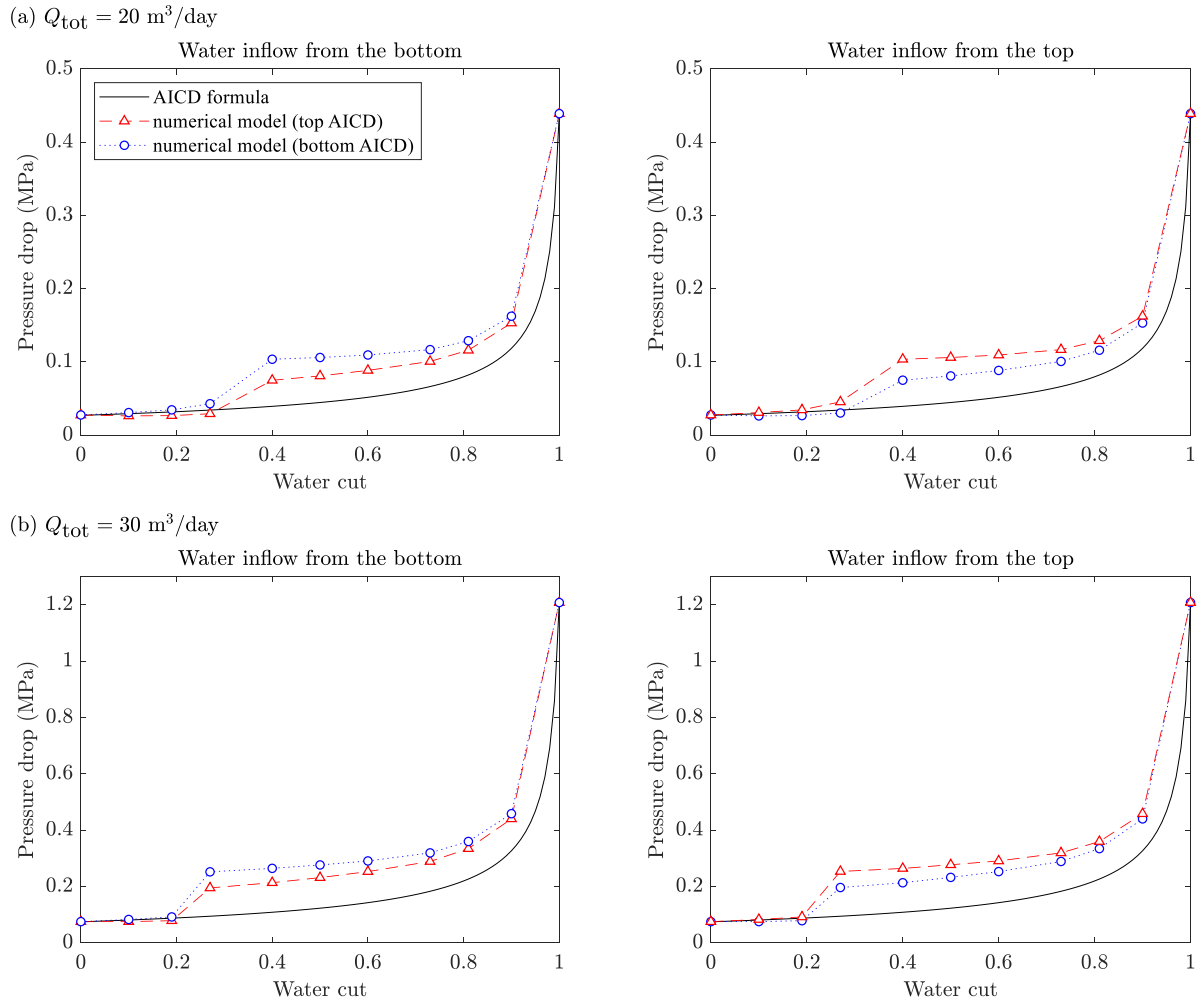 (a) Q_tot = 20 m³/day
Water inflow from the bottom
Pressure drop (MPa)
0.5
0.4
0.3
0.2
0.1
0
AICD formula
numerical model (top AICD)
numerical model (bottom AICD)
0 0.2 0.4 0.6 0.8 1
Water cut
Water inflow from the top
Pressure drop (MPa)
0.5
0.4
0.3
0.2
0.1
0
0 0.2 0.4 0.6 0.8 1
Water cut
(b) Q_tot = 30 m³/day
Water inflow from the bottom
Pressure drop (MPa)
1.2
1
0.8
0.6
0.4
0.2
0
0 0.2 0.4 0.6 0.8 1
Water cut
Water inflow from the top
Pressure drop (MPa)
1.2
1
0.8
0.6
0.4
0.2
0
0 0.2 0.4 0.6 0.8 1
Water cut